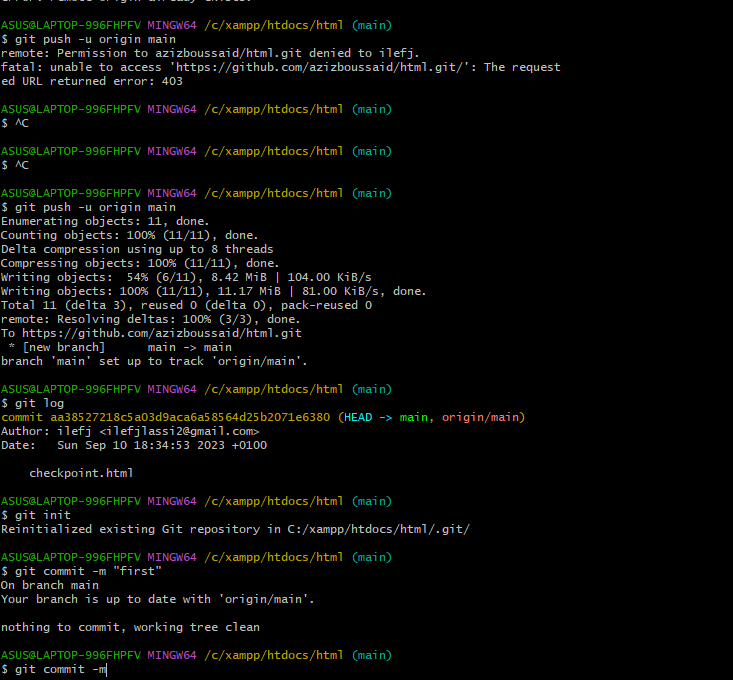 ASUS@LAPTOP-996FHPFV MINGW64 /c/xampp/htdocs/html (main)
$ git push -u origin main
remote: Permission to azizboussaid/html.git denied to ilefj.
fatal: unable to access 'https://github.com/azizboussaid/html.git/': The request
ed URL returned error: 403
ASUS@LAPTOP-996FHPFV MINGW64 /c/xampp/htdocs/html (main)
$ ^C
ASUS@LAPTOP-996FHPFV MINGW64 /c/xampp/htdocs/html (main)
$ ^C
ASUS@LAPTOP-996FHPFV MINGW64 /c/xampp/htdocs/html (main)
$ git push -u origin main
Enumerating objects: 11, done.
Counting objects: 100% (11/11), done.
Delta compression using up to 8 threads
Compressing objects: 100% (11/11), done.
Writing objects:  54% (6/11), 8.42 MiB | 104.00 KiB/s
Writing objects: 100% (11/11), 11.17 MiB | 81.00 KiB/s, done.
Total 11 (delta 3), reused 0 (delta 0), pack-reused 0
remote: Resolving deltas: 100% (3/3), done.
To https://github.com/azizboussaid/html.git
 * [new branch]      main -> main
branch 'main' set up to track 'origin/main'.
ASUS@LAPTOP-996FHPFV MINGW64 /c/xampp/htdocs/html (main)
$ git log
commit aa38527218c5a03d9aca6a58564d25b2071e6380 (HEAD -> main, origin/main)
Author: ilefj <ilefjlassi2@gmail.com>
Date:   Sun Sep 10 18:34:53 2023 +0100
    checkpoint.html
ASUS@LAPTOP-996FHPFV MINGW64 /c/xampp/htdocs/html (main)
$ git init
Reinitialized existing Git repository in C:/xampp/htdocs/html/.git/
ASUS@LAPTOP-996FHPFV MINGW64 /c/xampp/htdocs/html (main)
$ git commit -m "first"
On branch main
Your branch is up to date with 'origin/main'.
nothing to commit, working tree clean
ASUS@LAPTOP-996FHPFV MINGW64 /c/xampp/htdocs/html (main)
$ git commit -m